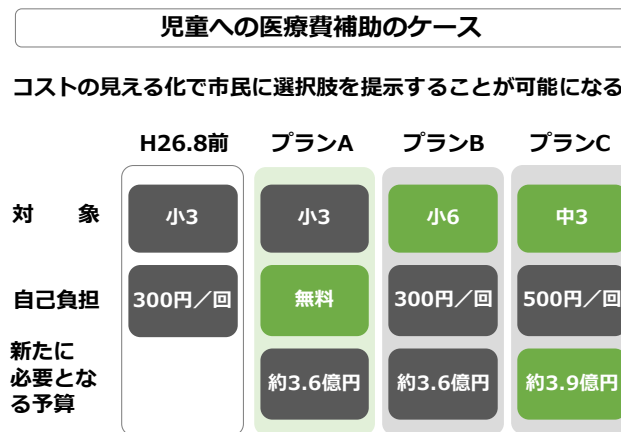 児童への医療費補助のケース
コストの見える化で市民に選択肢を提示することが可能になる
H26.8前 プランA プランB プランC
対 象 小3 小3 小6 中3
自己負担 300円／回 無料 300円／回 500円／回
新たに
必要とな
る予算
約3.6億円 約3.6億円 約3.9億円